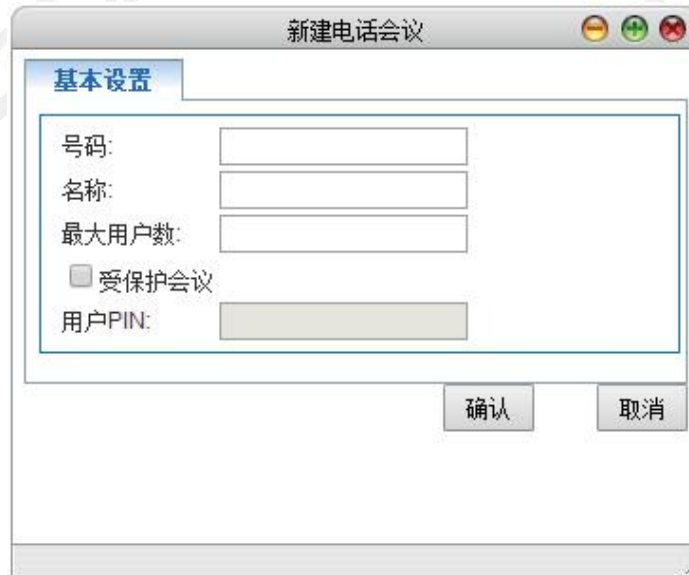 新建电话会议
基本设置
号码:
名称:
最大用户数:
受保护会议
用户PIN:
确认 取消